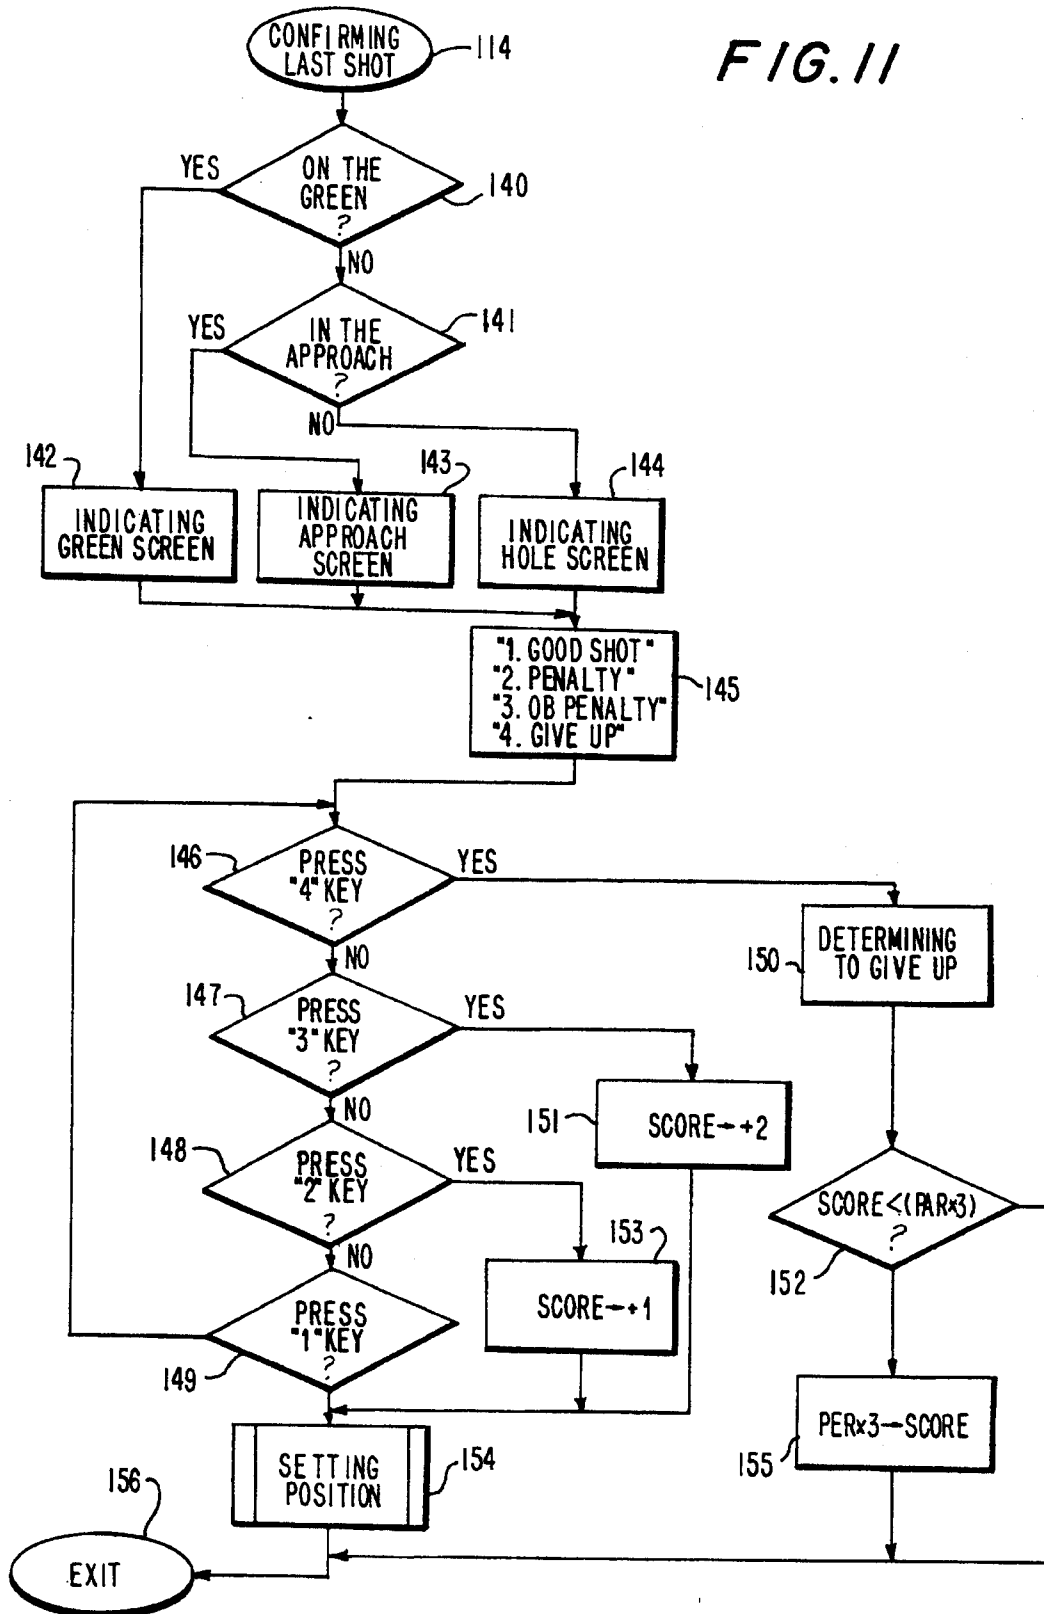 FIG. 11
CONFIRMING
LAST SHOT
114
ON THE
GREEN
?
140
YES
NO
IN THE
APPROACH
?
141
YES
NO
142
INDICATING
GREEN SCREEN
143
INDICATING
APPROACH
SCREEN
144
INDICATING
HOLE SCREEN
"1. GOOD SHOT"
"2. PENALTY"
"3. OB PENALTY"
"4. GIVE UP"
145
146
PRESS
"4" KEY
?
YES
NO
150
DETERMINING
TO GIVE UP
147
PRESS
"3" KEY
?
YES
NO
151
SCORE→+2
148
PRESS
"2" KEY
?
YES
NO
152
SCORE<(PAR×3)
?
153
SCORE→+1
149
PRESS
"1" KEY
?
155
PER×3→SCORE
SETTING
POSITION
154
156
EXIT